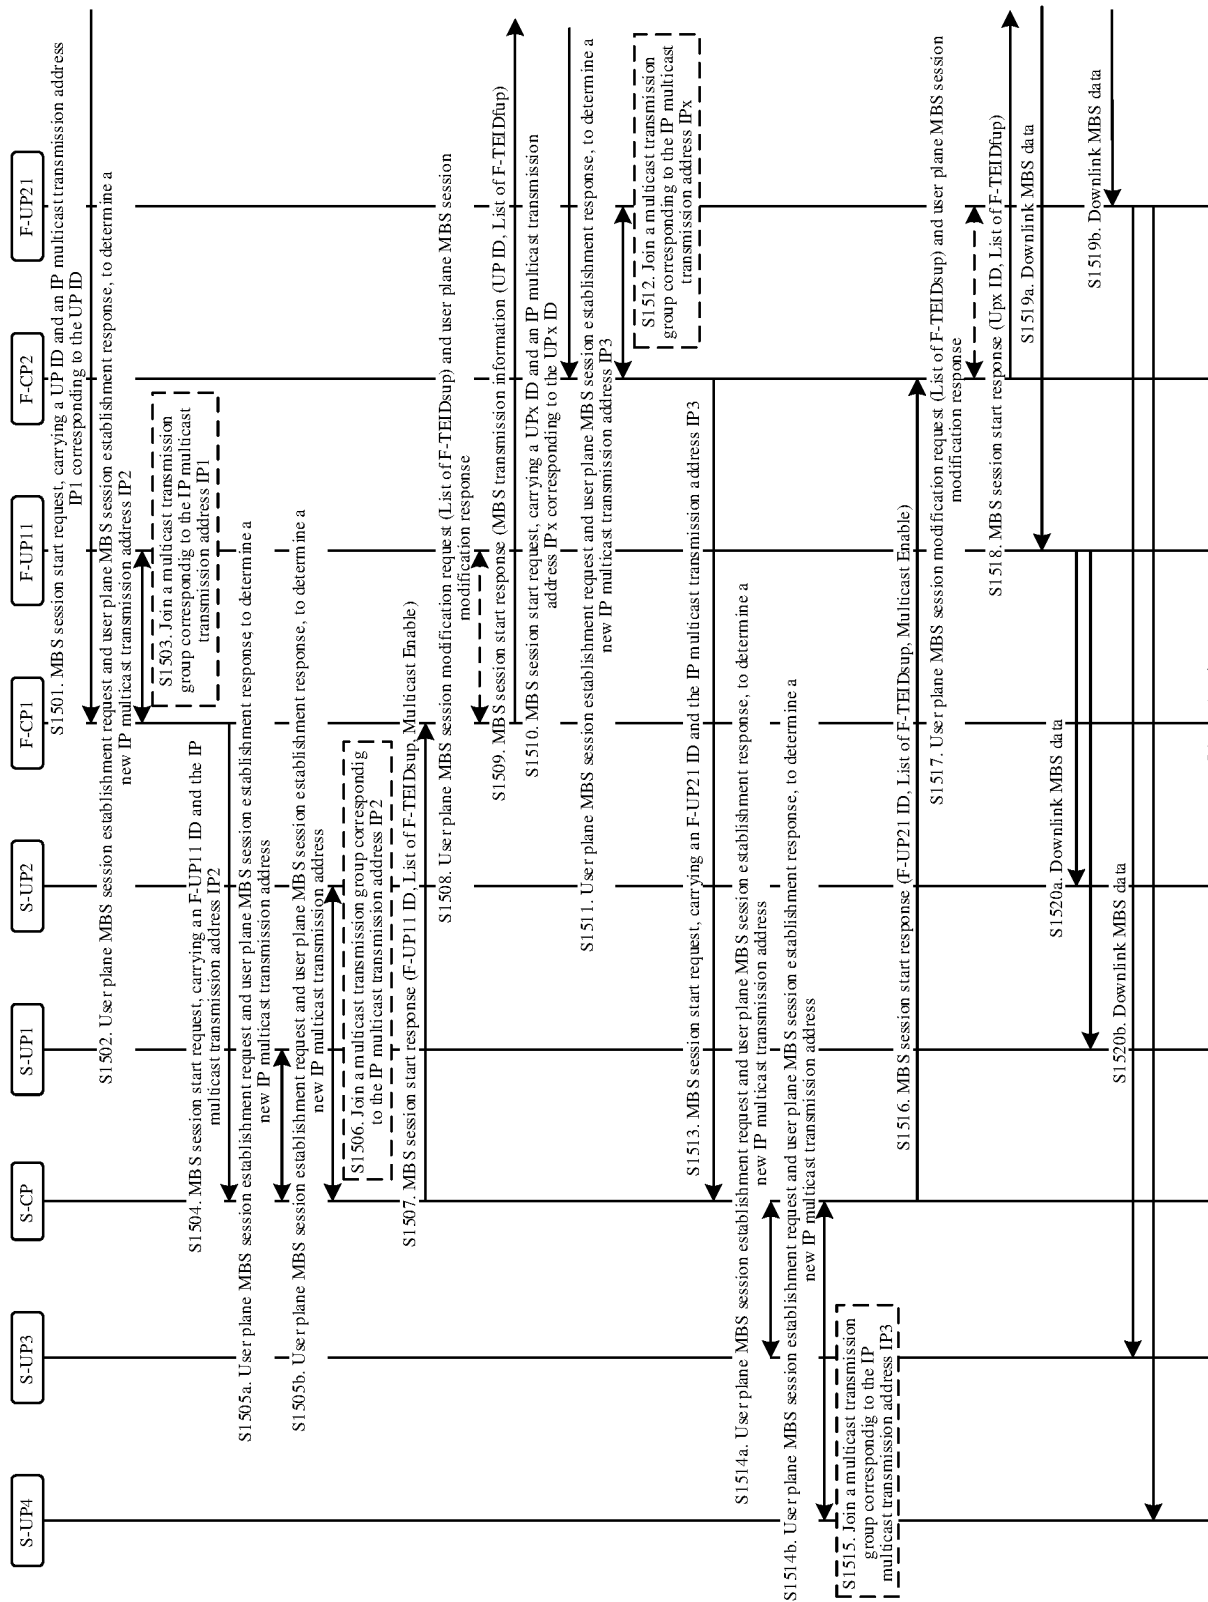 S-UP4
S-UP3
S-CP
S-UP1
S-UP2
F-CP1
F-UP11
F-CP2
F-UP21
S1501. MBS session start request, carrying a UP ID and an IP multicast transmission address
IP1 corresponding to the UP ID
S1502. User plane MBS session establishment request and user plane MBS session establishment response, to determine a
new IP multicast transmission address IP2
S1503. Join a multicast transmission
group correspondig to the IP multicast
transmission address IP1
S1504. MBS session start request, carrying an F-UP11 ID and the IP
multicast transmission address IP2
S1505a. User plane MBS session establishment request and user plane MBS session establishment response, to determine a
new IP multicast transmission address
S1505b. User plane MBS session establishment request and user plane MBS session establishment response, to determine a
new IP multicast transmission address
S1506. Join a multicast transmission group correspondig
to the IP multicast transmission address IP2
S1507. MBS session start response (F-UP11 ID, List of F-TEIDsup, Multicast Enable)
S1508. User plane MBS session modification request (List of F-TEIDsup) and user plane MBS session
modification response
S1509. MBS session start response (MBS transmission information (UP ID, List of F-TEIDfup)
S1510. MBS session start request, carrying a UPx ID and an IP multicast transmission
address IPx corresponding to the UPx ID
S1511. User plane MBS session establishment request and user plane MBS session establishment response, to determine a
new IP multicast transmission address IP3
S1512. Join a multicast transmission
group corresponding to the IP multicast
transmission address IPx
S1513. MBS session start request, carrying an F-UP21 ID and the IP multicast transmission address IP3
S1514a. User plane MBS session establishment request and user plane MBS session establishment response, to determine a
new IP multicast transmission address
S1514b. User plane MBS session establishment request and user plane MBS session establishment response, to determine a
new IP multicast transmission address
S1515. Join a multicast transmission
group correspondig to the IP
multicast transmission address IP3
S1516. MBS session start response (F-UP21 ID, List of F-TEIDsup, Multicast Enable)
S1517. User plane MBS session modification request (List of F-TEIDsup) and user plane MBS session
modification response
S1518. MBS session start response (Upx ID, List of F-TEIDfup)
S1519a. Downlink MBS data
S1519b. Downlink MBS data
S1520a. Downlink MBS data
S1520b. Downlink MBS data